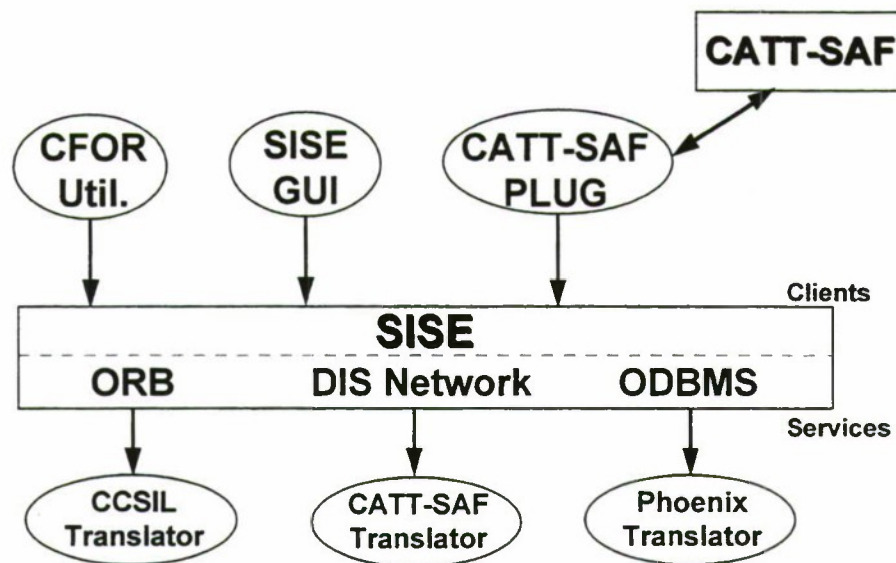 CATT-SAF
CFOR
Util.
SISE
GUI
CATT-SAF
PLUG
Clients
SISE
ORB DIS Network ODBMS
Services
CCSIL
Translator
CATT-SAF
Translator
Phoenix
Translator